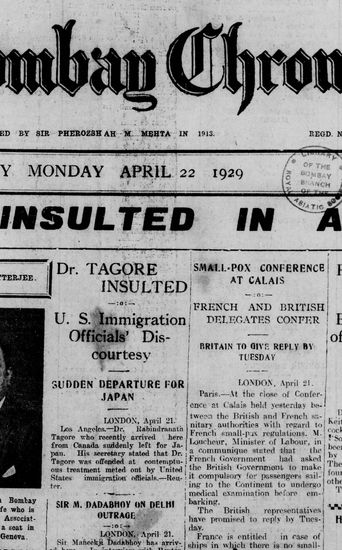 ombay Chron
ED BY SIR PHEROZSHAH M. MEHTA IN 1913.
REGD. N
Y MONDAY APRIL 22 1929
LIBRARY
OF THE
BOMBAY
BRANCH
OF THE
ROYAL
ASIATIC
INSULTED IN A
TTERJEE.
Dr. TAGORE
INSULTED
—:o:—
U. S. Immigration
Officials' Dis-
courtesy
SUDDEN DEPARTURE FOR
JAPAN
LONDON, April 21.
Los Angeles.—Dr. Rabindranath
Tagore who recently arrived here
from Canada suddenly left for Ja-
pan. His secretary stated that Dr.
Tagore was offended at contemptu-
ous treatment meted out by United
States immigration officials.—Reu-
ter.
SIR M. DADABHOY ON DELHI
OUTRAGE
—:o:—
LONDON, April 21.
Sir Maneckji Dadabhoy has arriv-
SMALL-POX CONFERENCE
AT CALAIS
—:o:—
FRENCH AND BRITISH
DELEGATES CONFER
BRITAIN TO GIVE REPLY BY
TUESDAY
LONDON, April 21.
Paris.—At the close of Confer-
ence at Calais held yesterday be-
tween the British and French sa-
nitary authorities with regard to
French small-pox regulations. M.
Loucheur, Minister of Labour, in
a communique stated that the
French Government had asked
the British Government to make
it compulsory for passengers sail-
ing to the Continent to undergo
medical examination before em-
barking.
The British representatives
have promised to reply by Tues-
day.
France is entitled in case of
ships in which there is no small-
n Bombay
fe who is
Associat-
ent in
Geneva.